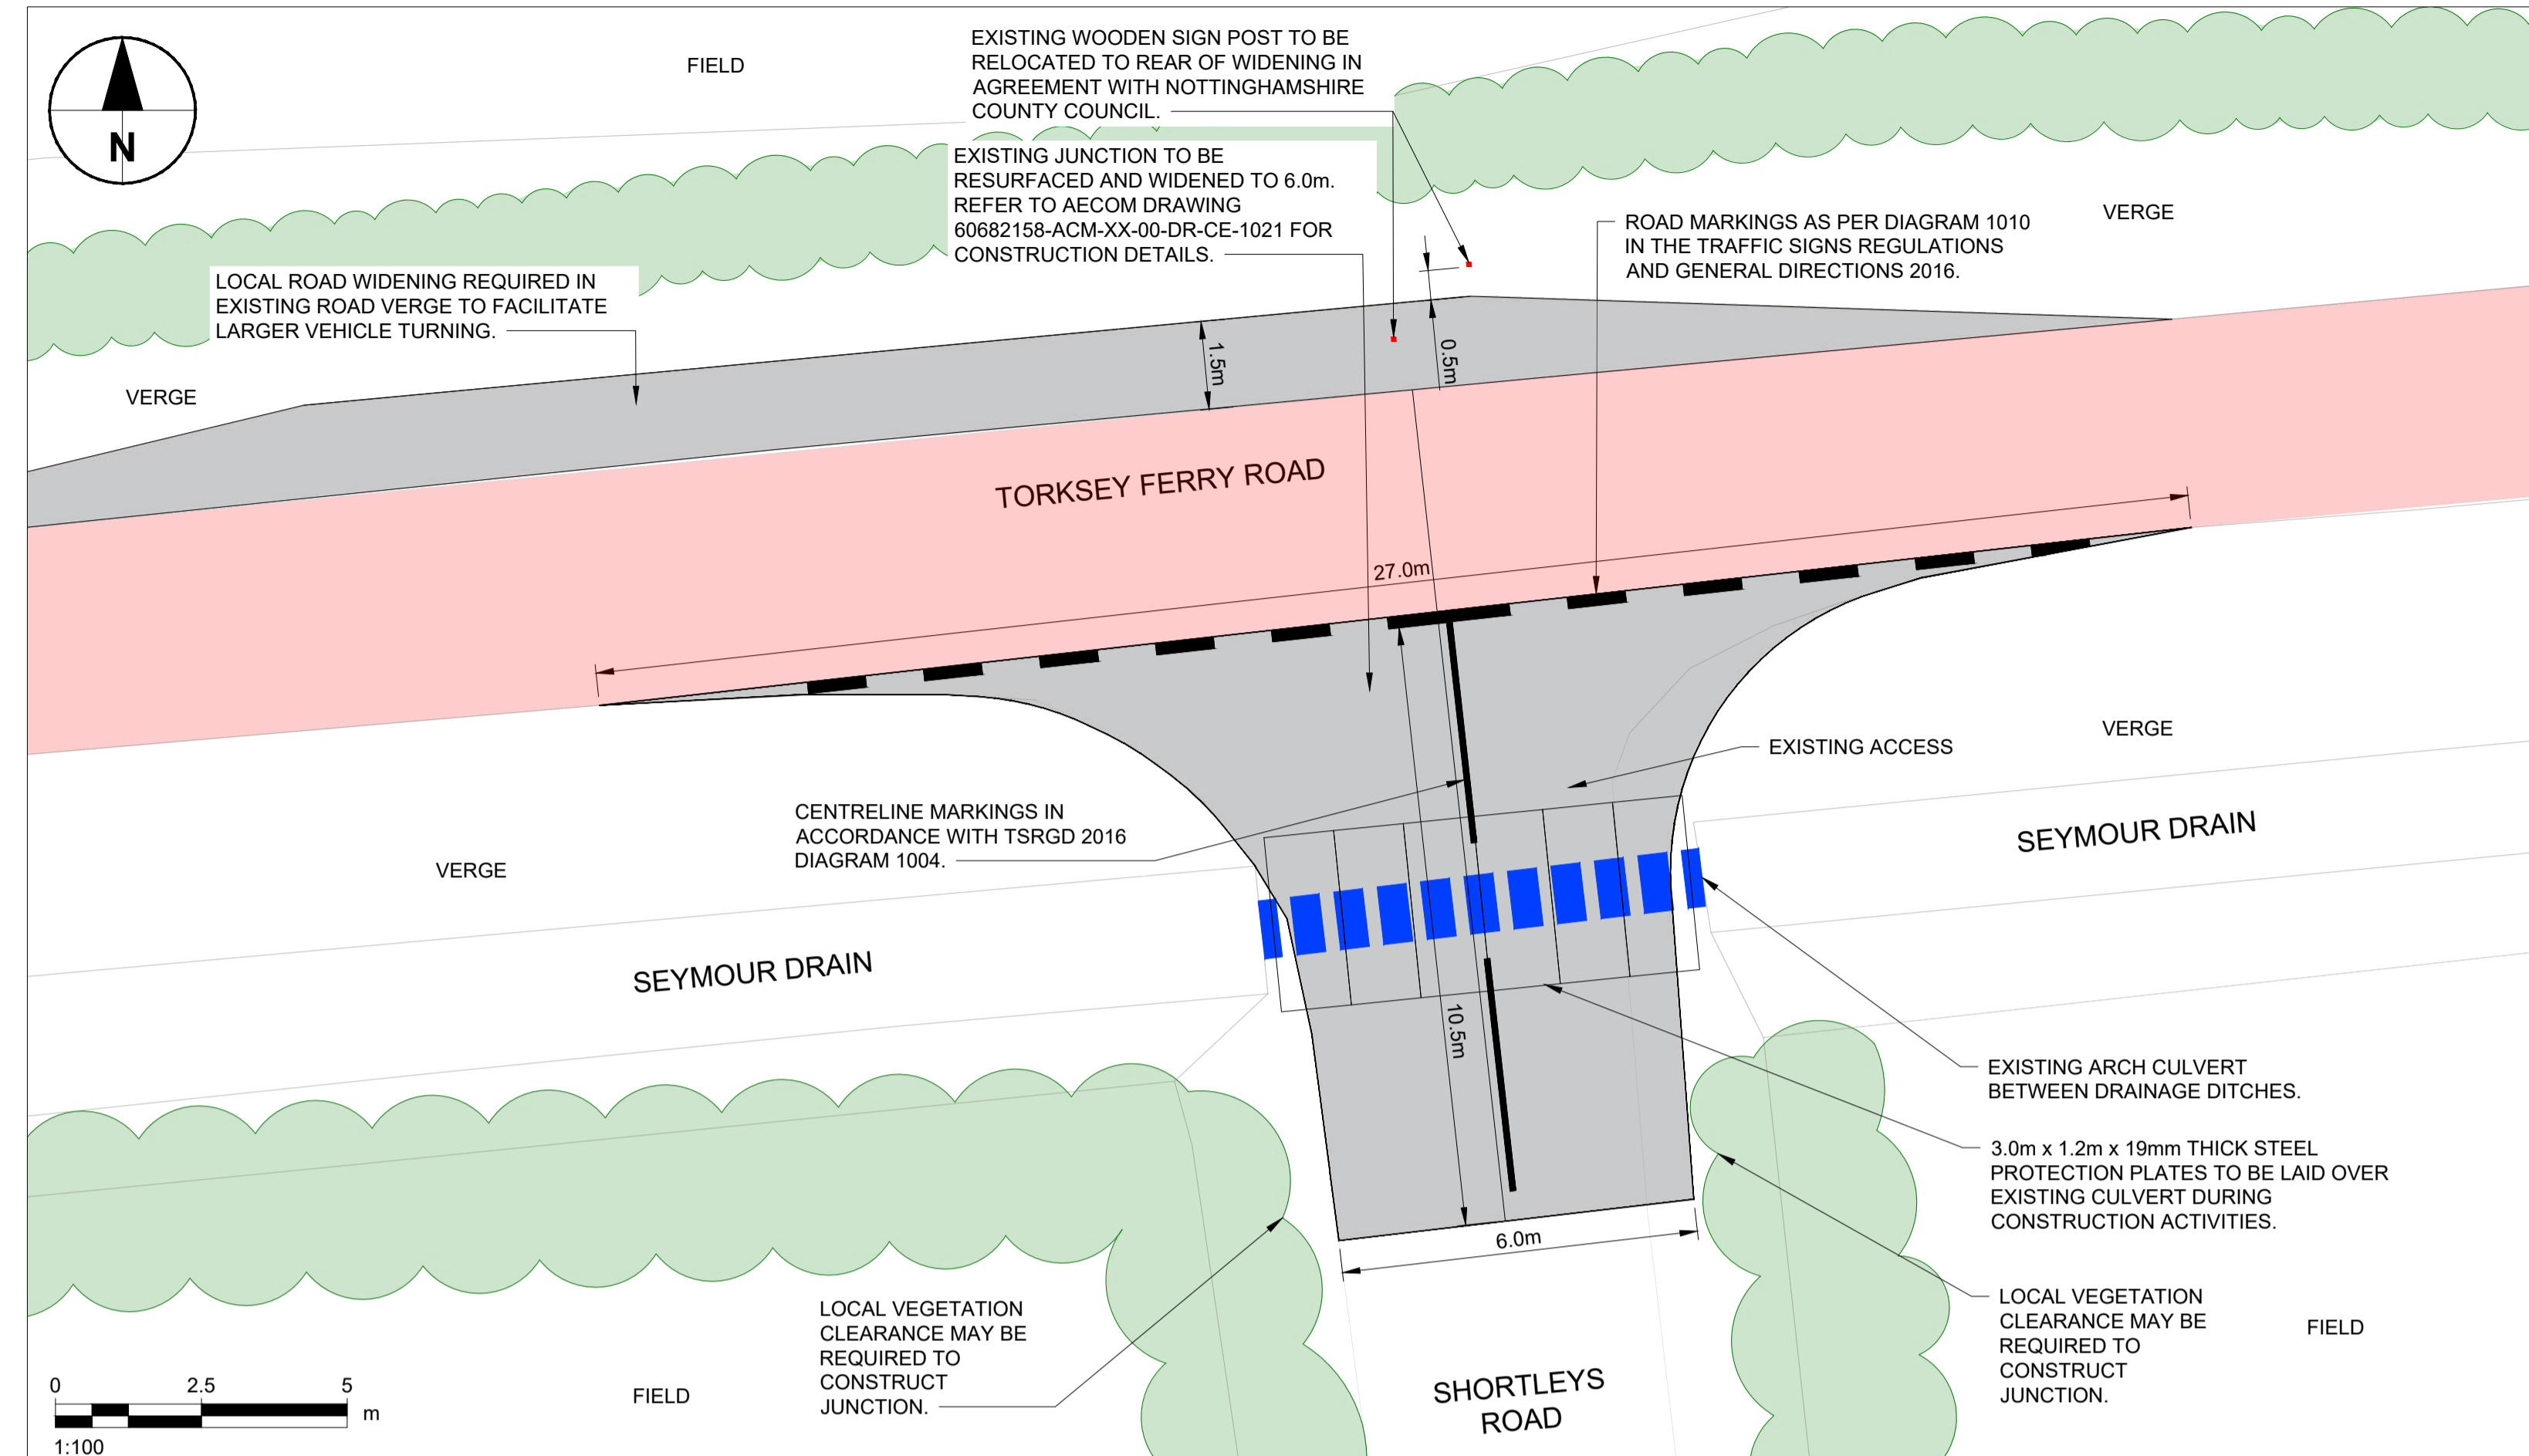 N
FIELD
EXISTING WOODEN SIGN POST TO BE
RELOCATED TO REAR OF WIDENING IN
AGREEMENT WITH NOTTINGHAMSHIRE
COUNTY COUNCIL.
EXISTING JUNCTION TO BE
RESURFACED AND WIDENED TO 6.0m.
REFER TO AECOM DRAWING
60682158-ACM-XX-00-DR-CE-1021 FOR
CONSTRUCTION DETAILS.
ROAD MARKINGS AS PER DIAGRAM 1010
IN THE TRAFFIC SIGNS REGULATIONS
AND GENERAL DIRECTIONS 2016.
VERGE
LOCAL ROAD WIDENING REQUIRED IN
EXISTING ROAD VERGE TO FACILITATE
LARGER VEHICLE TURNING.
VERGE
1.5m
0.5m
TORKSEY FERRY ROAD
27.0m
EXISTING ACCESS
VERGE
CENTRELINE MARKINGS IN
ACCORDANCE WITH TSRGD 2016
DIAGRAM 1004.
VERGE
SEYMOUR DRAIN
SEYMOUR DRAIN
10.5m
EXISTING ARCH CULVERT
BETWEEN DRAINAGE DITCHES.
3.0m x 1.2m x 19mm THICK STEEL
PROTECTION PLATES TO BE LAID OVER
EXISTING CULVERT DURING
CONSTRUCTION ACTIVITIES.
6.0m
LOCAL VEGETATION
CLEARANCE MAY BE
REQUIRED TO
CONSTRUCT
JUNCTION.
LOCAL VEGETATION
CLEARANCE MAY BE
REQUIRED TO
CONSTRUCT
JUNCTION.
FIELD
FIELD
SHORTLEYS
ROAD
0 2.5 5
m
1:100